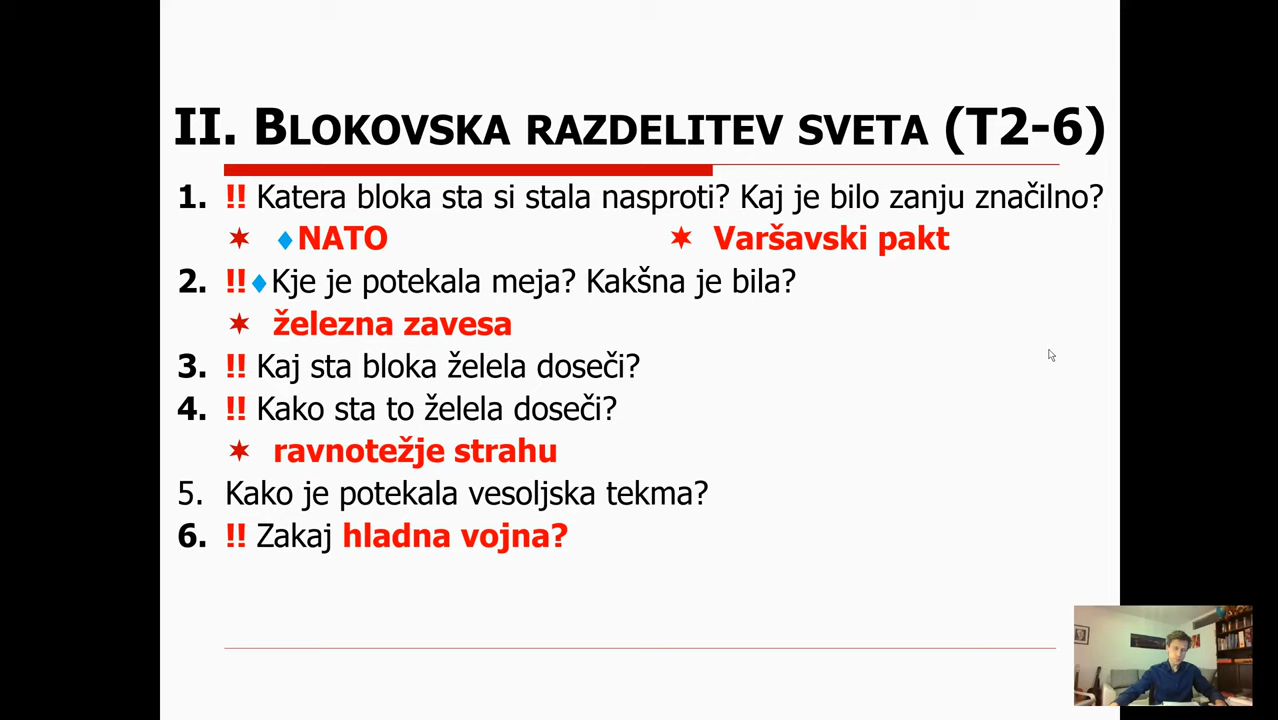 II. BLOKOVSKA RAZDELITEV SVETA (T2-6)
1. !! Katera bloka sta si stala nasproti? Kaj je bilo zanju značilno?
NATO Varšavski pakt
2. !! Kje je potekala meja? Kakšna je bila?
železna zavesa
3. !! Kaj sta bloka želela doseči?
4. !! Kako sta to želela doseči?
ravnotežje strahu
5. Kako je potekala vesoljska tekma?
6. !! Zakaj hladna vojna?